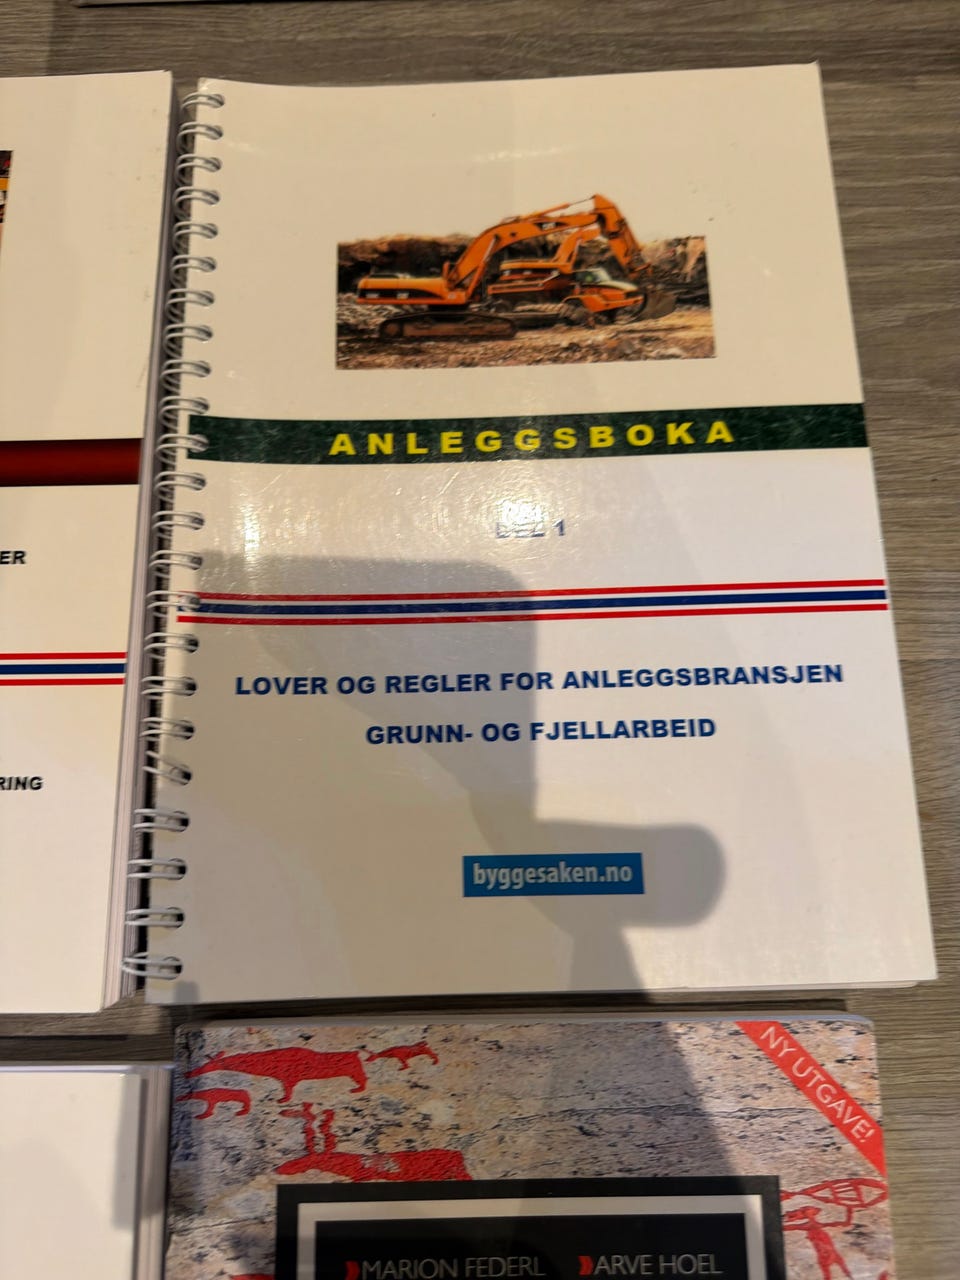 ANLEGGSBOKA
DEL 1
LOVER OG REGLER FOR ANLEGGSBRANSJEN
GRUNN- OG FJELLARBEID
byggesaken.no
ER
RING
NY UTGAVE!
MARION FEDERL
ARVE HOEL